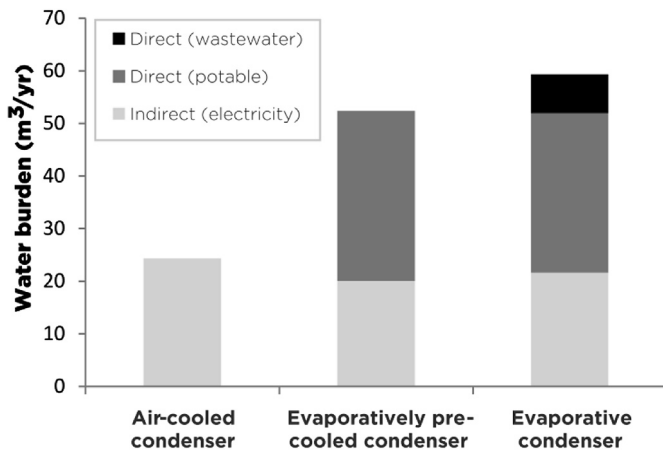 Water burden (m³/yr)
70
60
50
40
30
20
10
0
Direct (wastewater)
Direct (potable)
Indirect (electricity)
Air-cooled
condenser
Evaporatively pre-
cooled condenser
Evaporative
condenser